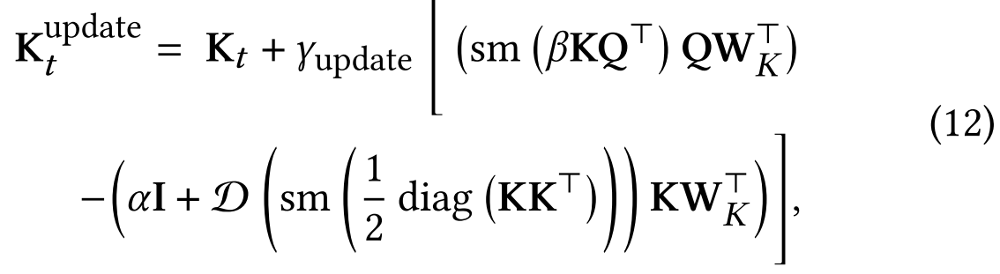 K_t^update = K_t + γ_update [ (sm (βKQ^⊤) QW_K^⊤)
(12)
−(αI + 𝒟 (sm (1/2 diag (KK^⊤))) KW_K^⊤)],